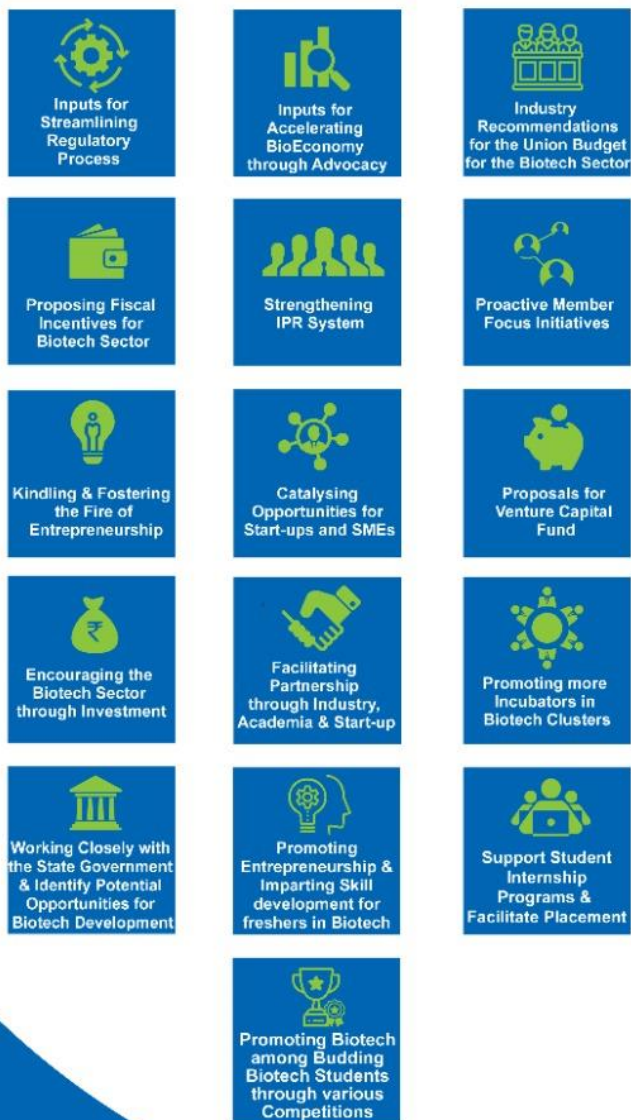 Inputs for
Streamlining
Regulatory
Process
Inputs for
Accelerating
BioEconomy
through Advocacy
Industry
Recommendations
for the Union Budget
for the Biotech Sector
Proposing Fiscal
Incentives for
Biotech Sector
Strengthening
IPR System
Proactive Member
Focus Initiatives
Kindling & Fostering
the Fire of
Entrepreneurship
Catalysing
Opportunities for
Start-ups and SMEs
Proposals for
Venture Capital
Fund
₹
Encouraging the
Biotech Sector
through Investment
Facilitating
Partnership
through Industry,
Academia & Start-up
Promoting more
Incubators in
Biotech Clusters
Working Closely with
the State Government
& Identify Potential
Opportunities for
Biotech Development
Promoting
Entrepreneurship &
Imparting Skill
development for
freshers in Biotech
Support Student
Internship
Programs &
Facilitate Placement
Promoting Biotech
among Budding
Biotech Students
through various
Competitions